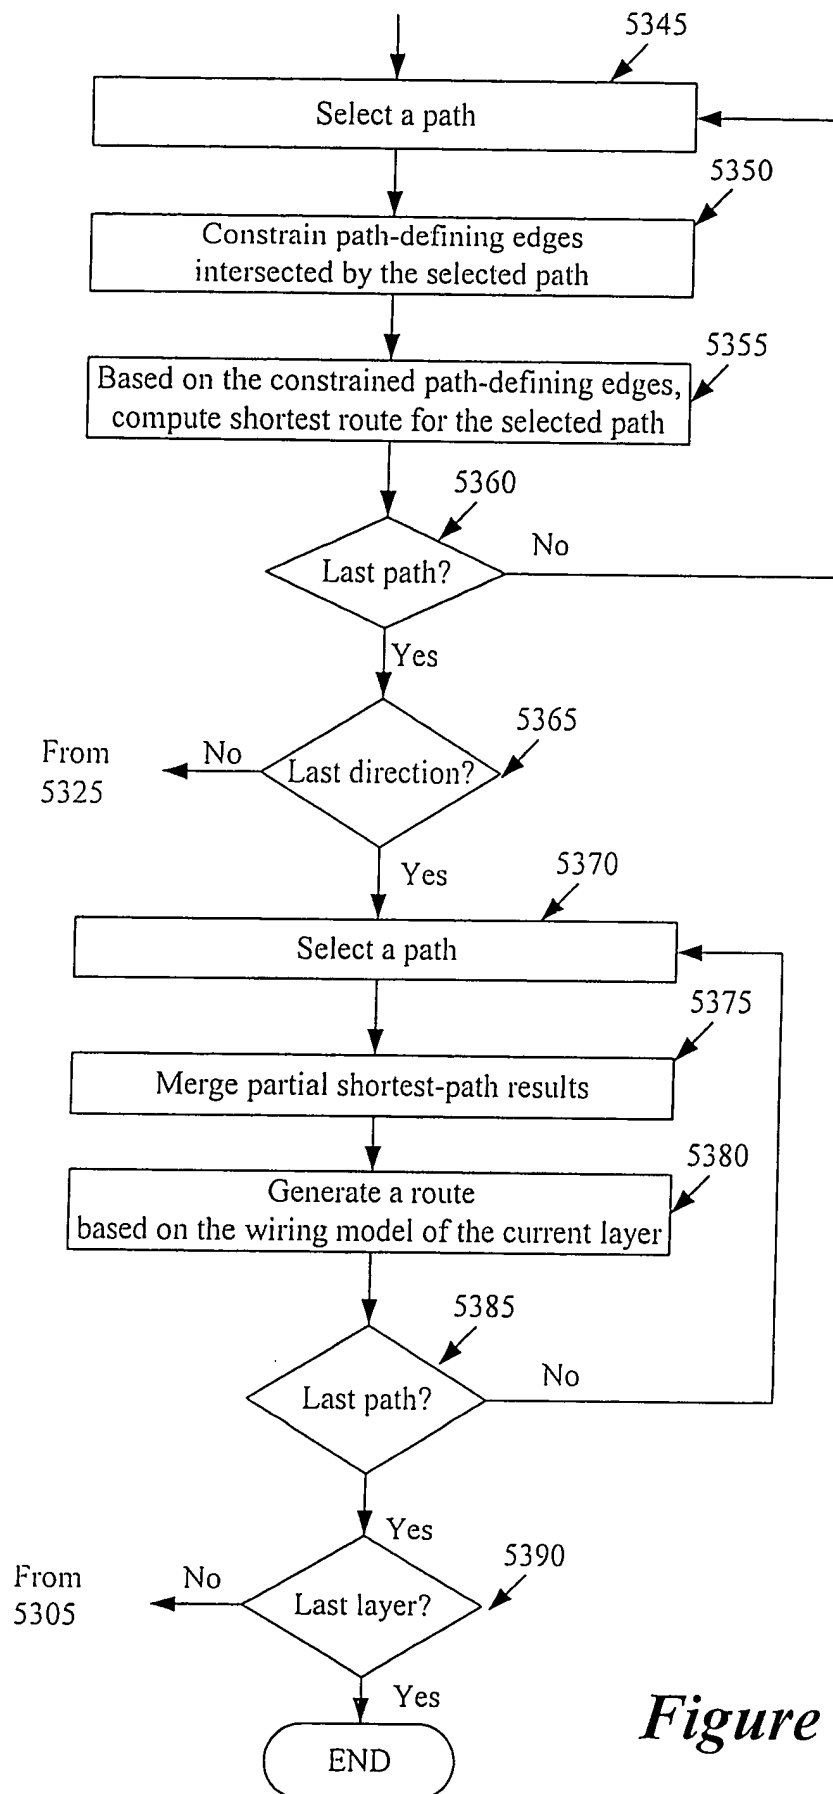 5345
Select a path
5350
Constrain path-defining edges
intersected by the selected path
5355
Based on the constrained path-defining edges,
compute shortest route for the selected path
5360
Last path?
No
Yes
5365
From
5325
No
Last direction?
Yes
5370
Select a path
5375
Merge partial shortest-path results
5380
Generate a route
based on the wiring model of the current layer
5385
Last path?
No
Yes
5390
From
5305
No
Last layer?
Yes
END
Figure